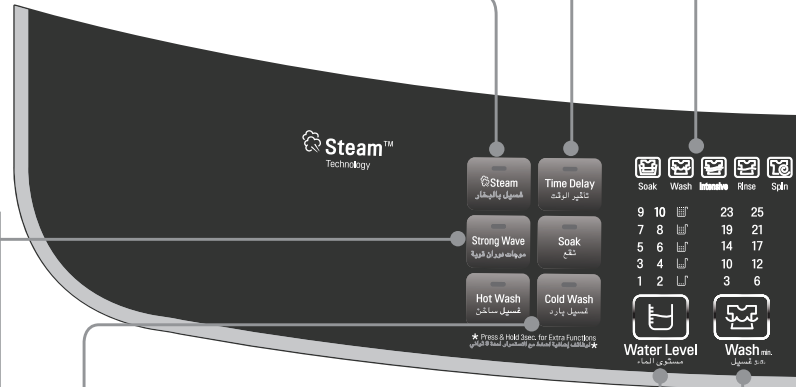 Steam™
Technology
Steam
غسيل بالبخار
Time Delay
تأخير الوقت
Strong Wave
موجات دوران قوية
Soak
نقع
Hot Wash
غسيل ساخن
Cold Wash
غسيل بارد
* Press & Hold 3sec. for Extra Functions
Soak Wash Intensive Rinse Spin
9 10 23 25
7 8 19 21
5 6 14 17
3 4 10 12
1 2 3 6
Water Level
مستوى الماء
Wash min.
غسيل